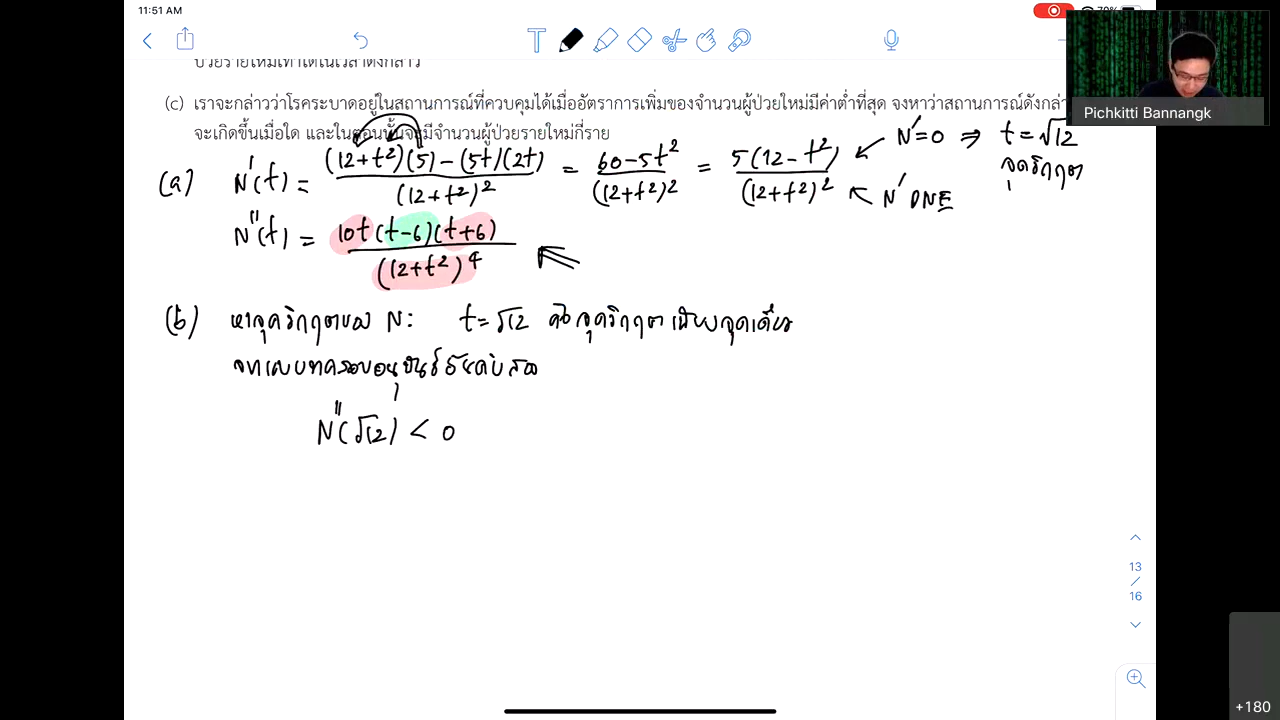 11:51 AM
70%
ป่วยรายใหม่เท่าใดในเวลาดังกล่าว
(c) เราจะกล่าวว่าโรคระบาดอยู่ในสถานการณ์ที่ควบคุมได้เมื่ออัตราการเพิ่มของจำนวนผู้ป่วยใหม่มีค่าต่ำที่สุด จงหาว่าสถานการณ์ดังกล่า
จะเกิดขึ้นเมื่อใด และในตอนนั้นจะมีจำนวนผู้ป่วยรายใหม่กี่ราย
Pichkitti Bannangk
N'=0 ⇒ t=√12
จุดวิกฤต
(a) N'(t) = ((12+t²)(5) - (5t)(2t))/(12+t²)² = (60-5t²)/(12+t²)² = 5(12-t²)/(12+t²)²
N' DNE
N''(t) = 10t(t-6)(t+6)/(12+t²)⁴
(b) หาจุดวิกฤตของ N: t=√12 คือจุดวิกฤตเพียงจุดเดียว
จากแบบทดสอบอนุพันธ์อันดับสอง
N''(√12) < 0
13
/
16
+180